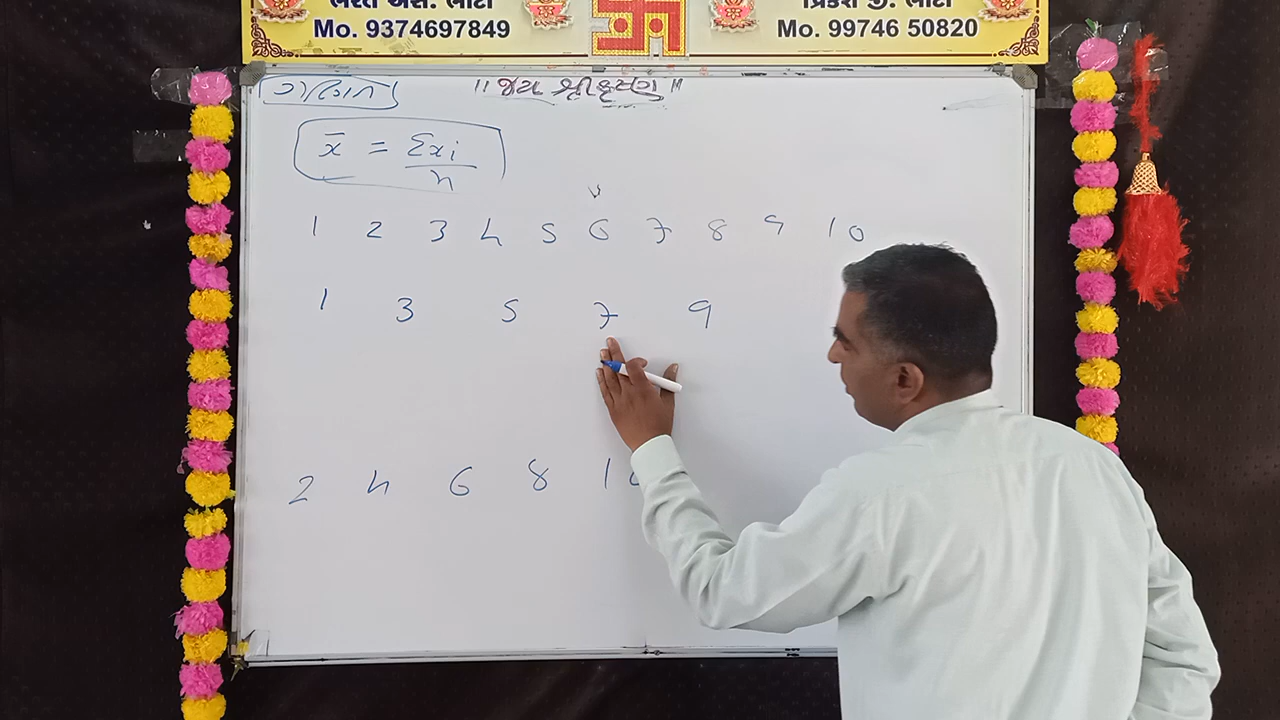 Mo. 9374697849
Mo. 99746 50820
ગણિત
"જય શ્રીકૃષ્ણ"
x̄ = Σxi / n
1 2 3 4 5 6 7 8 9 10
1 3 5 7 9
2 4 6 8 10